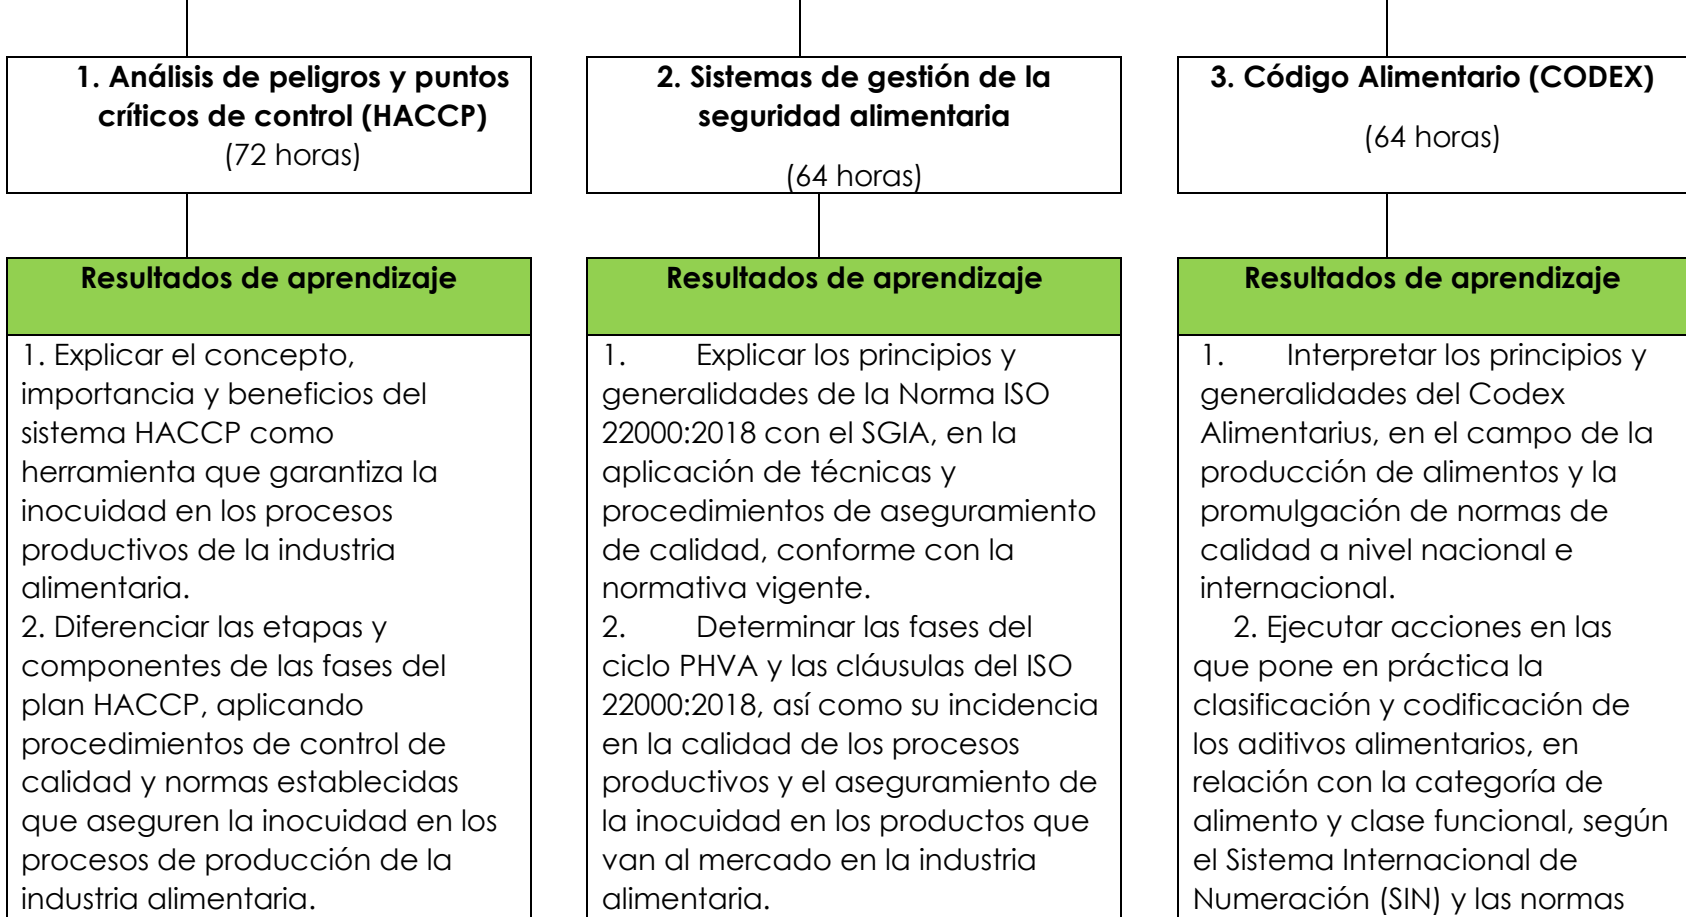 1. Análisis de peligros y puntos
críticos de control (HACCP)
(72 horas)
2. Sistemas de gestión de la
seguridad alimentaria
(64 horas)
3. Código Alimentario (CODEX)
(64 horas)
Resultados de aprendizaje
1. Explicar el concepto,
importancia y beneficios del
sistema HACCP como
herramienta que garantiza la
inocuidad en los procesos
productivos de la industria
alimentaria.
2. Diferenciar las etapas y
componentes de las fases del
plan HACCP, aplicando
procedimientos de control de
calidad y normas establecidas
que aseguren la inocuidad en los
procesos de producción de la
industria alimentaria.
Resultados de aprendizaje
1. Explicar los principios y
generalidades de la Norma ISO
22000:2018 con el SGIA, en la
aplicación de técnicas y
procedimientos de aseguramiento
de calidad, conforme con la
normativa vigente.
2. Determinar las fases del
ciclo PHVA y las cláusulas del ISO
22000:2018, así como su incidencia
en la calidad de los procesos
productivos y el aseguramiento de
la inocuidad en los productos que
van al mercado en la industria
alimentaria.
Resultados de aprendizaje
1. Interpretar los principios y
generalidades del Codex
Alimentarius, en el campo de la
producción de alimentos y la
promulgación de normas de
calidad a nivel nacional e
internacional.
2. Ejecutar acciones en las
que pone en práctica la
clasificación y codificación de
los aditivos alimentarios, en
relación con la categoría de
alimento y clase funcional, según
el Sistema Internacional de
Numeración (SIN) y las normas